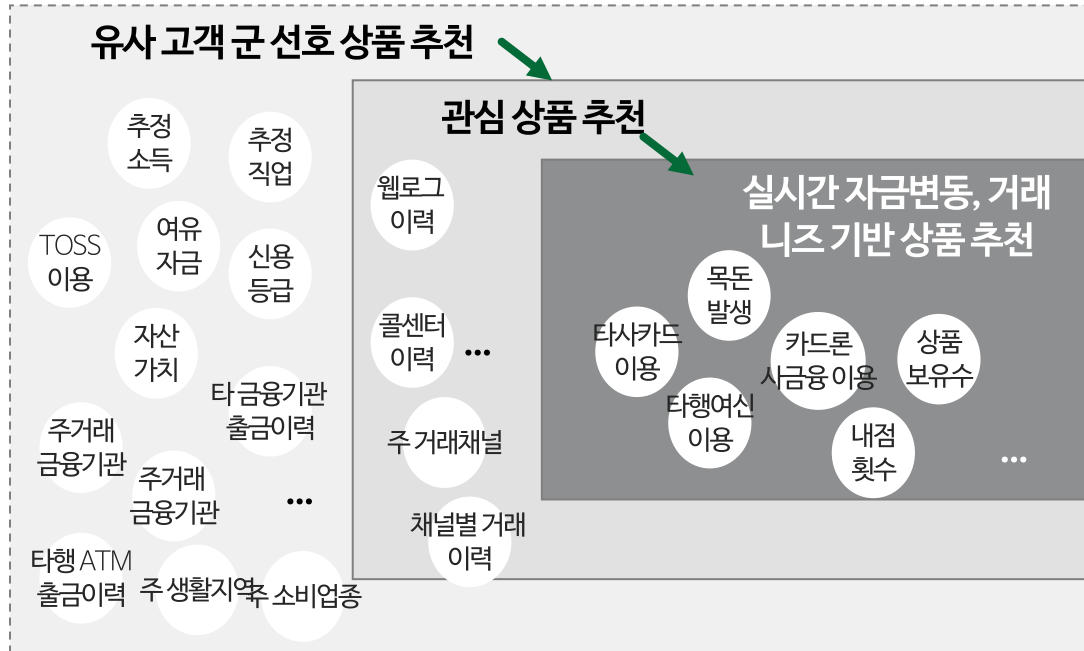 유사 고객 군 선호 상품 추천
관심 상품 추천
실시간 자금변동, 거래
니즈 기반 상품 추천
추정
소득
추정
직업
TOSS
이용
여유
자금
신용
등급
자산
가치
타 금융기관
출금이력
주거래
금융기관
주거래
금융기관
...
타행 ATM
출금이력
주 생활지역
주 소비업종
웹로그
이력
콜센터
이력
...
주 거래채널
채널별 거래
이력
목돈
발생
타사카드
이용
카드론
사금융 이용
상품
보유수
타행여신
이용
내점
횟수
...